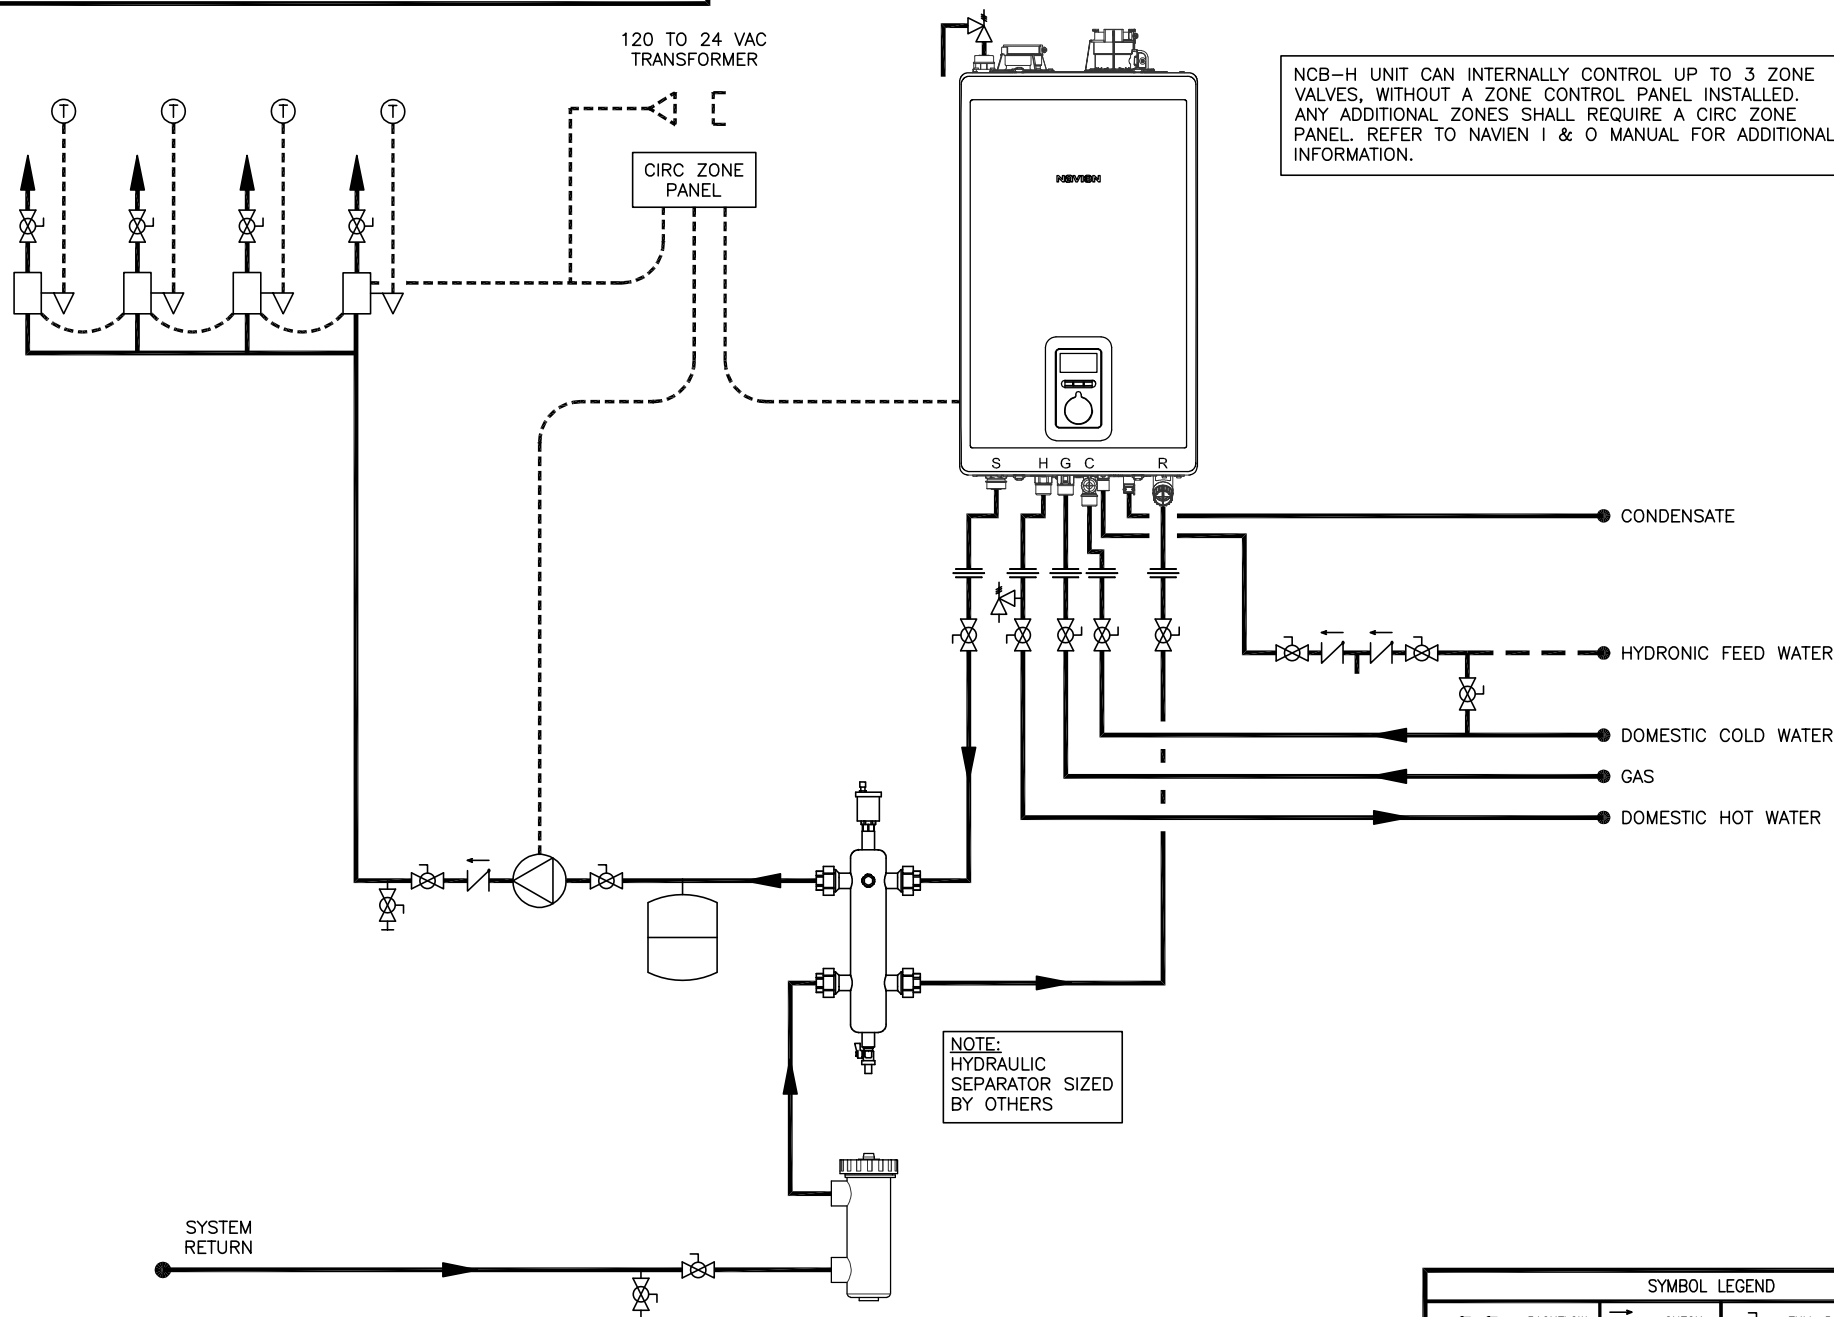 120 TO 24 VAC
TRANSFORMER
NCB-H UNIT CAN INTERNALLY CONTROL UP TO 3 ZONE
VALVES, WITHOUT A ZONE CONTROL PANEL INSTALLED.
ANY ADDITIONAL ZONES SHALL REQUIRE A CIRC ZONE
PANEL. REFER TO NAVIEN I & O MANUAL FOR ADDITIONAL
INFORMATION.
T T T T
CIRC ZONE
PANEL
NAVIEN
S H G C R
CONDENSATE
HYDRONIC FEED WATER
DOMESTIC COLD WATER
GAS
DOMESTIC HOT WATER
NOTE:
HYDRAULIC
SEPARATOR SIZED
BY OTHERS
SYSTEM
RETURN
SYMBOL LEGEND